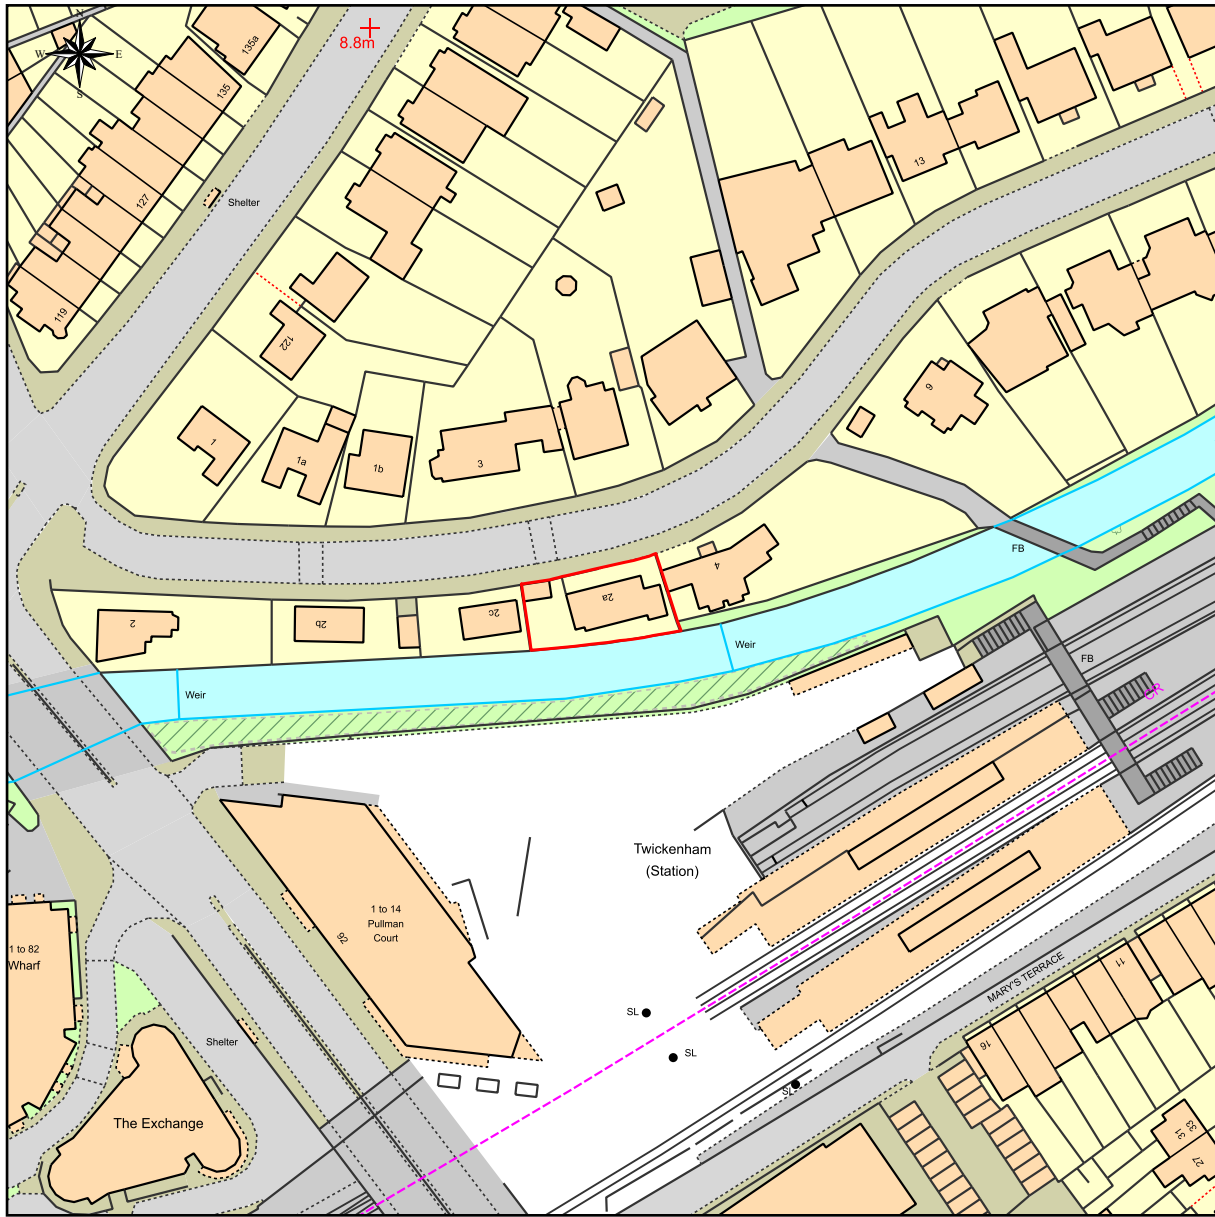 N
W E
S
8.8m
135a
135
127
119
Shelter
122
1
1a
1b
3
13
9
2
2b
2c
2a
4
FB
FB
Weir
Weir
CR
Twickenham
(Station)
1 to 14
Pullman
Court
92
1 to 82
Wharf
Shelter
The Exchange
SL
SL
SL
MARY'S TERRACE
11
16
33
31
27